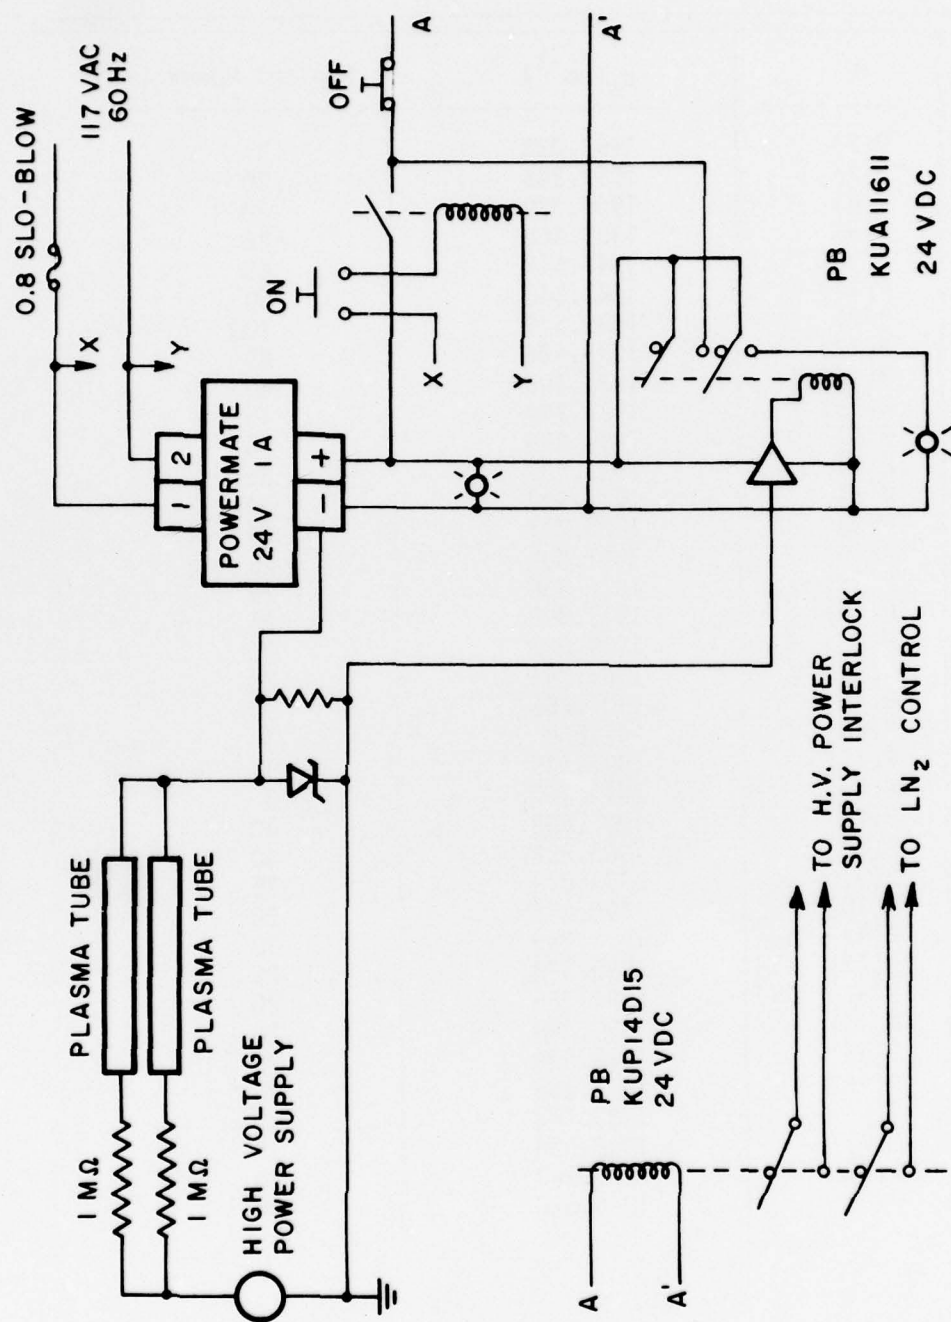 0.8 SLO-BLOW
117 VAC
60 Hz
X
Y
1
2
POWERMATE
24 V 1 A
−
+
ON
OFF
X
Y
A
A'
PLASMA TUBE
PLASMA TUBE
1 MΩ
1 MΩ
HIGH VOLTAGE
POWER SUPPLY
PB
KUA11611
24 VDC
PB
KUP14D15
24 VDC
A
A'
TO H.V. POWER
SUPPLY INTERLOCK
TO LN₂ CONTROL